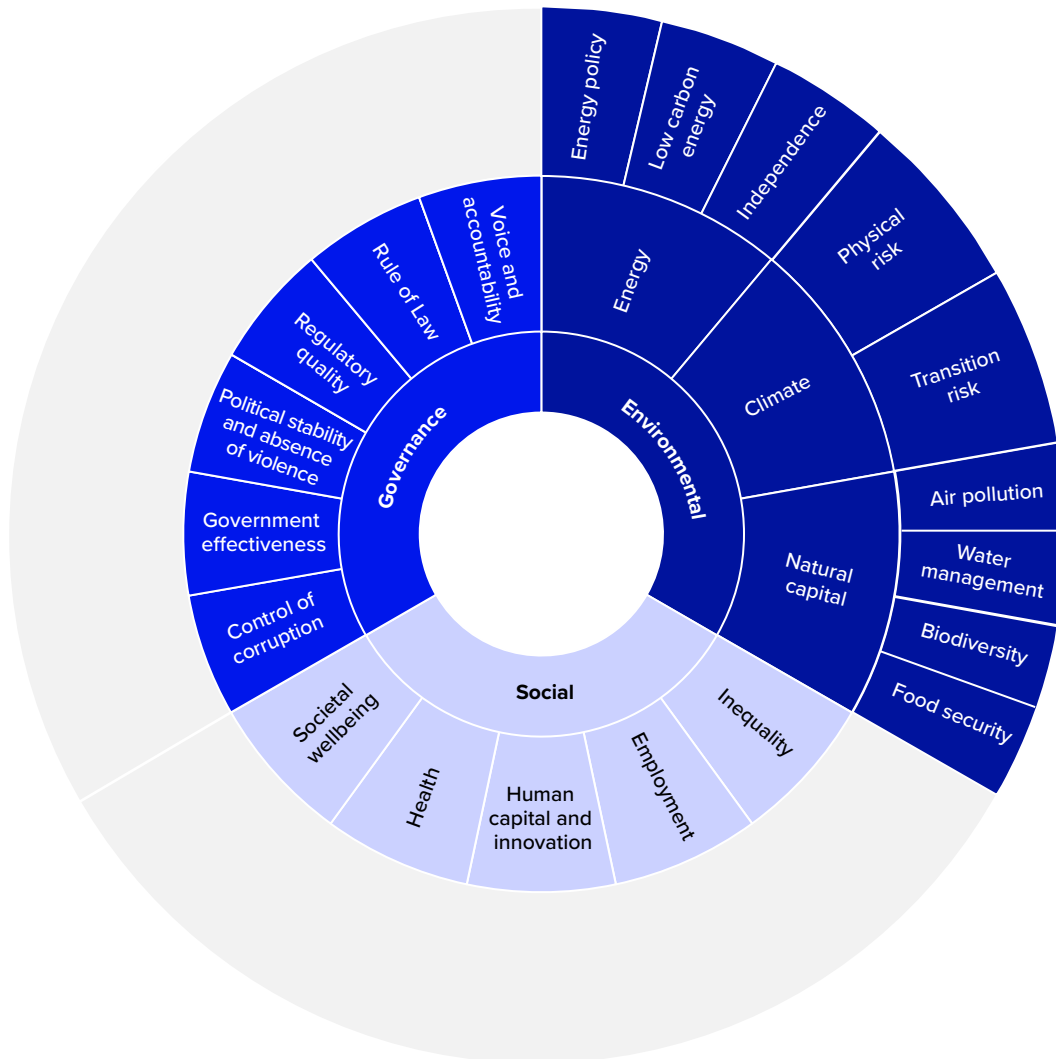 Energy policy
Low carbon
energy
Independence
Physical
risk
Transition
risk
Air pollution
Water
management
Biodiversity
Food security
Energy
Climate
Natural
capital
Environmental
Social
Inequality
Employment
Human
capital and
innovation
Health
Societal
wellbeing
Governance
Control of
corruption
Government
effectiveness
Political stability
and absence
of violence
Regulatory
quality
Rule of Law
Voice and
accountability